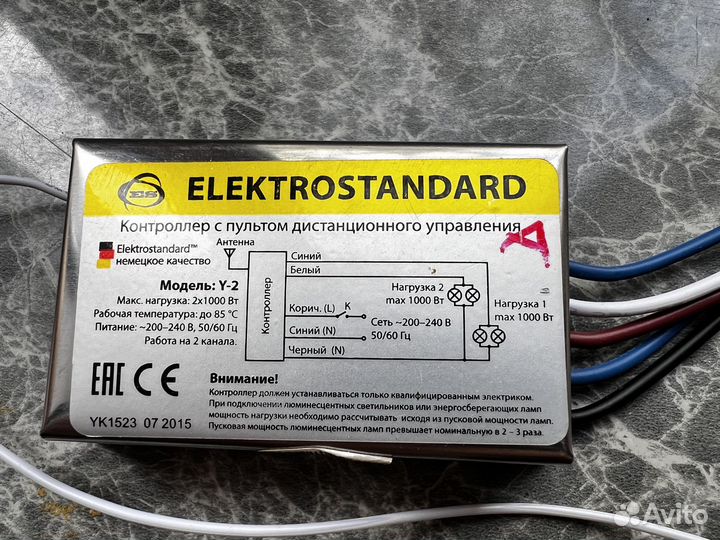 ES ELEKTROSTANDARD
Контроллер с пультом дистанционного управления
А
Elektrostandard™
немецкое качество
Модель: Y-2
Макс. нагрузка: 2x1000 Вт
Рабочая температура: до 85 °C
Питание: ~200–240 В, 50/60 Гц
Работа на 2 канала.
Антенна
Контроллер
Синий
Белый
Корич. (L)
К
Синий (N)
Черный (N)
Нагрузка 2
max 1000 Вт
Нагрузка 1
max 1000 Вт
Сеть ~200–240 В
50/60 Гц
EAC CE
Внимание!
Контроллер должен устанавливаться только квалифицированным электриком.
При подключении люминесцентных светильников или энергосберегающих ламп
мощность нагрузки необходимо рассчитывать исходя из пусковой мощности ламп.
Пусковая мощность люминесцентных ламп превышает номинальную в 2 – 3 раза.
YK1523 07 2015
Avito